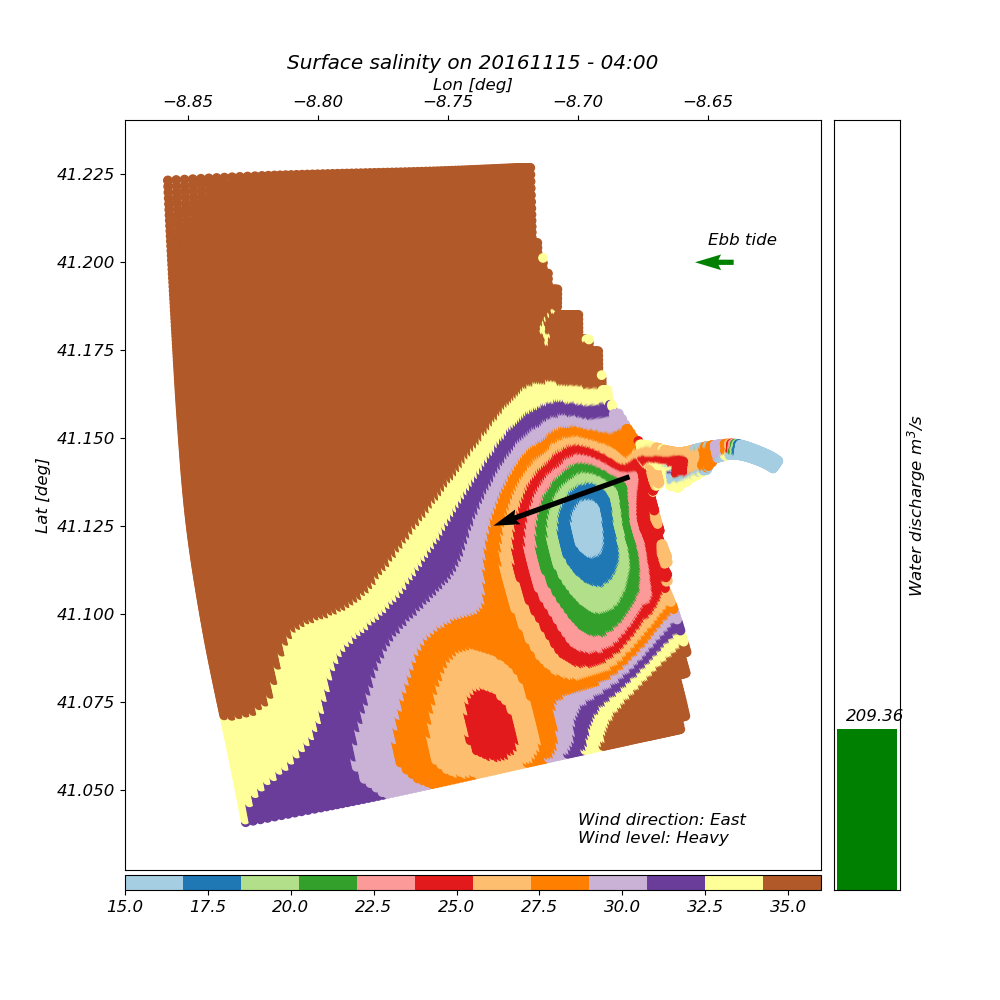 Surface salinity on 20161115 - 04:00
Lon [deg]
−8.85 −8.80 −8.75 −8.70 −8.65
41.225
41.200
41.175
41.150
41.125
41.100
41.075
41.050
Lat [deg]
Ebb tide
Wind direction: East
Wind level: Heavy
15.0 17.5 20.0 22.5 25.0 27.5 30.0 32.5 35.0
209.36
Water discharge m³/s